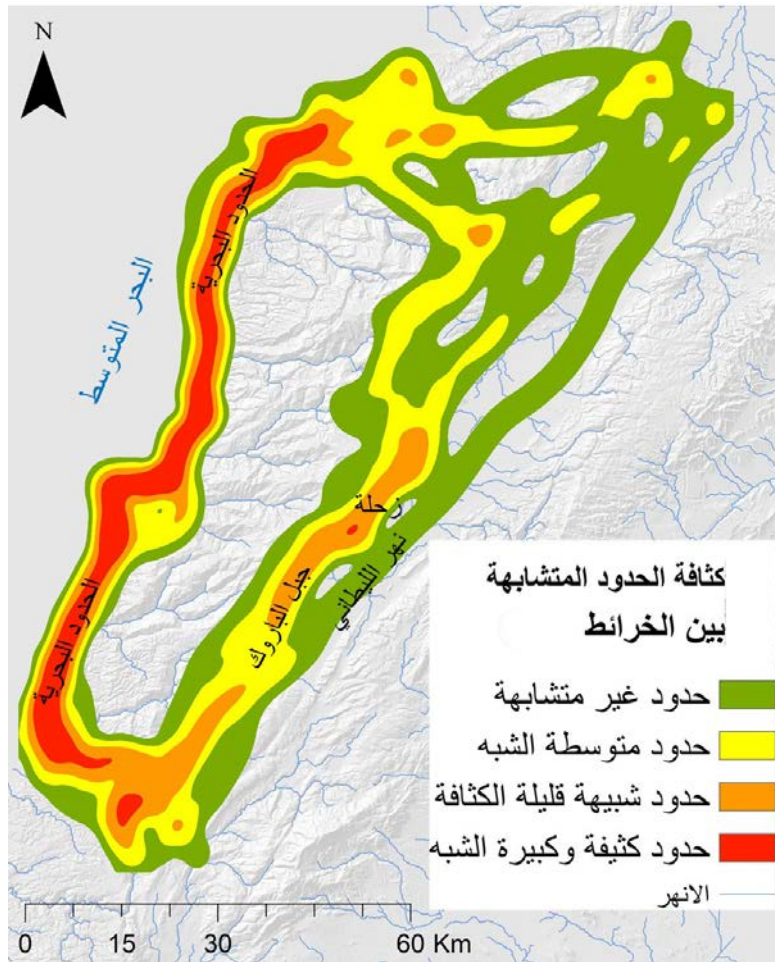 N
الحدود البحرية
البحر المتوسط
زحلة
نهر الليطاني
جبل الباروك
الحدود البحرية
كثافة الحدود المتشابهة
بين الخرائط
حدود غير متشابهة
حدود متوسطة الشبه
حدود شبيهة قليلة الكثافة
حدود كثيفة وكبيرة الشبه
الانهر
0 15 30 60 Km